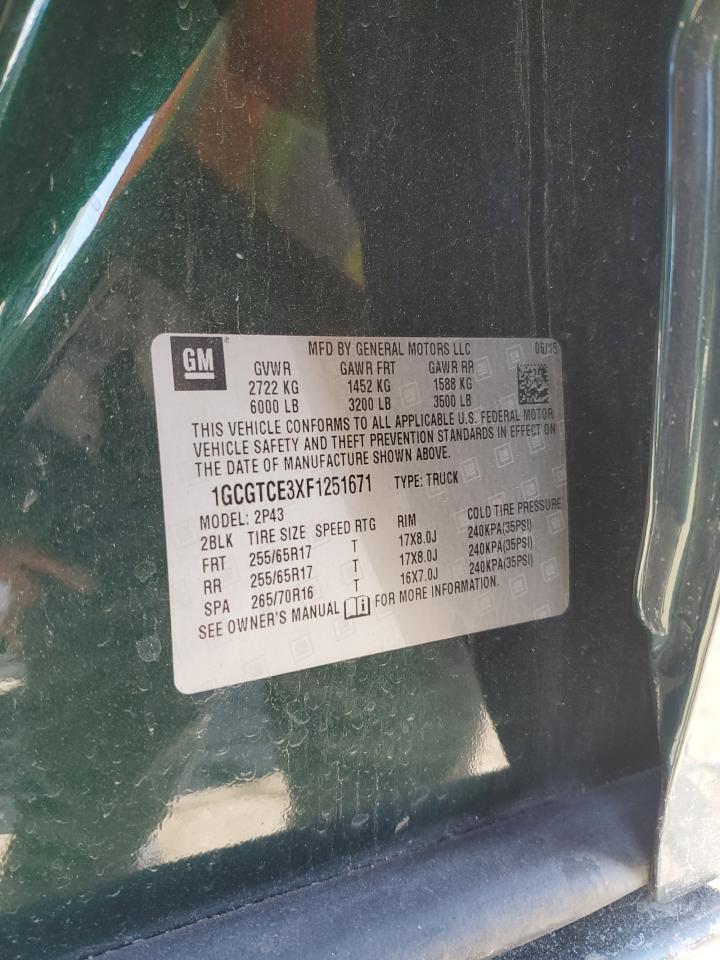 GM
MFD BY GENERAL MOTORS LLC 06/15
GVWR GAWR FRT GAWR RR
2722 KG 1452 KG 1588 KG
6000 LB 3200 LB 3500 LB
THIS VEHICLE CONFORMS TO ALL APPLICABLE U.S. FEDERAL MOTOR
VEHICLE SAFETY AND THEFT PREVENTION STANDARDS IN EFFECT ON
THE DATE OF MANUFACTURE SHOWN ABOVE.
1GCGTCE3XF1251671 TYPE: TRUCK
MODEL: 2P43
2BLK TIRE SIZE SPEED RTG RIM COLD TIRE PRESSURE
FRT 255/65R17 T 17X8.0J 240KPA(35PSI)
RR 255/65R17 T 17X8.0J 240KPA(35PSI)
SPA 265/70R16 T 16X7.0J 240KPA(35PSI)
SEE OWNER'S MANUAL FOR MORE INFORMATION.